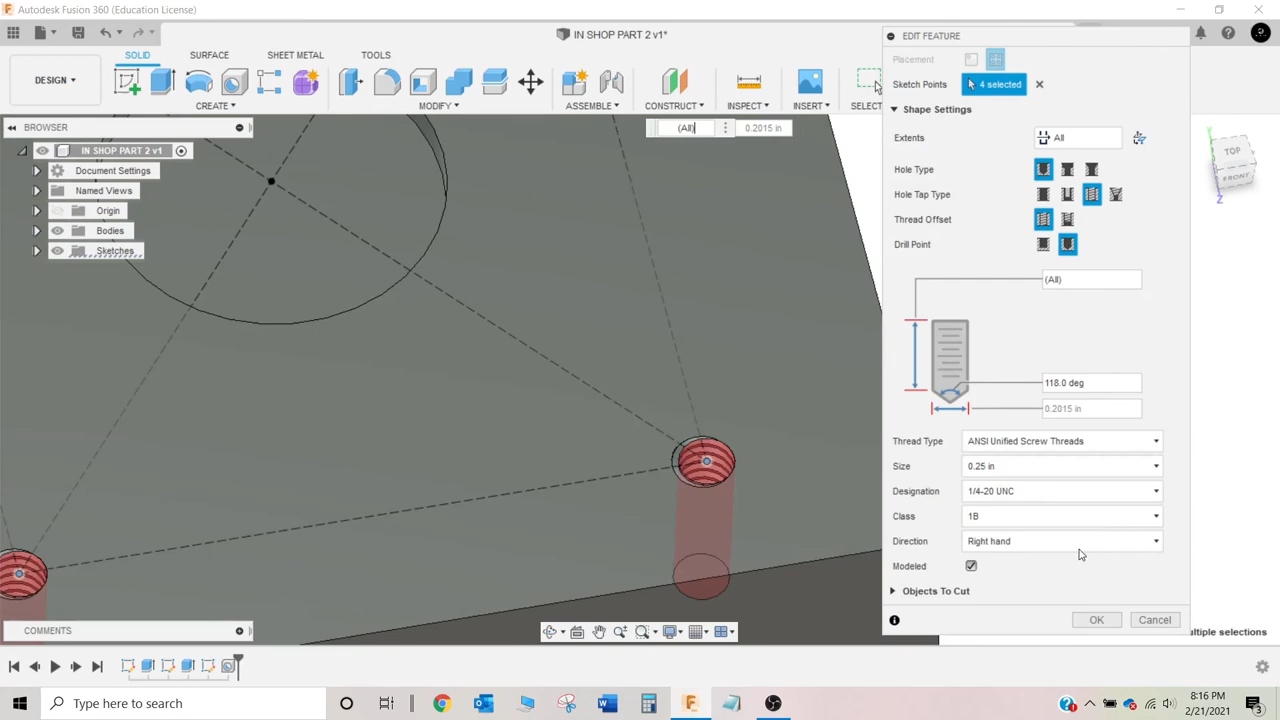 Autodesk Fusion 360 (Education License)
IN SHOP PART 2 v1*
SOLID SURFACE SHEET METAL TOOLS
DESIGN
CREATE MODIFY ASSEMBLE CONSTRUCT INSPECT INSERT SELECT
BROWSER
(All) 0.2015 in
IN SHOP PART 2 v1
Document Settings
Named Views
Origin
Bodies
Sketches
TOP
FRONT
Y
Z
EDIT FEATURE
Placement
Sketch Points 4 selected
Shape Settings
Extents All
Hole Type
Hole Tap Type
Thread Offset
Drill Point
(All)
118.0 deg
0.2015 in
Thread Type ANSI Unified Screw Threads
Size 0.25 in
Designation 1/4-20 UNC
Class 1B
Direction Right hand
Modeled
Objects To Cut
OK Cancel
COMMENTS
ultiple selections
Type here to search
8:16 PM
2/21/2021
3